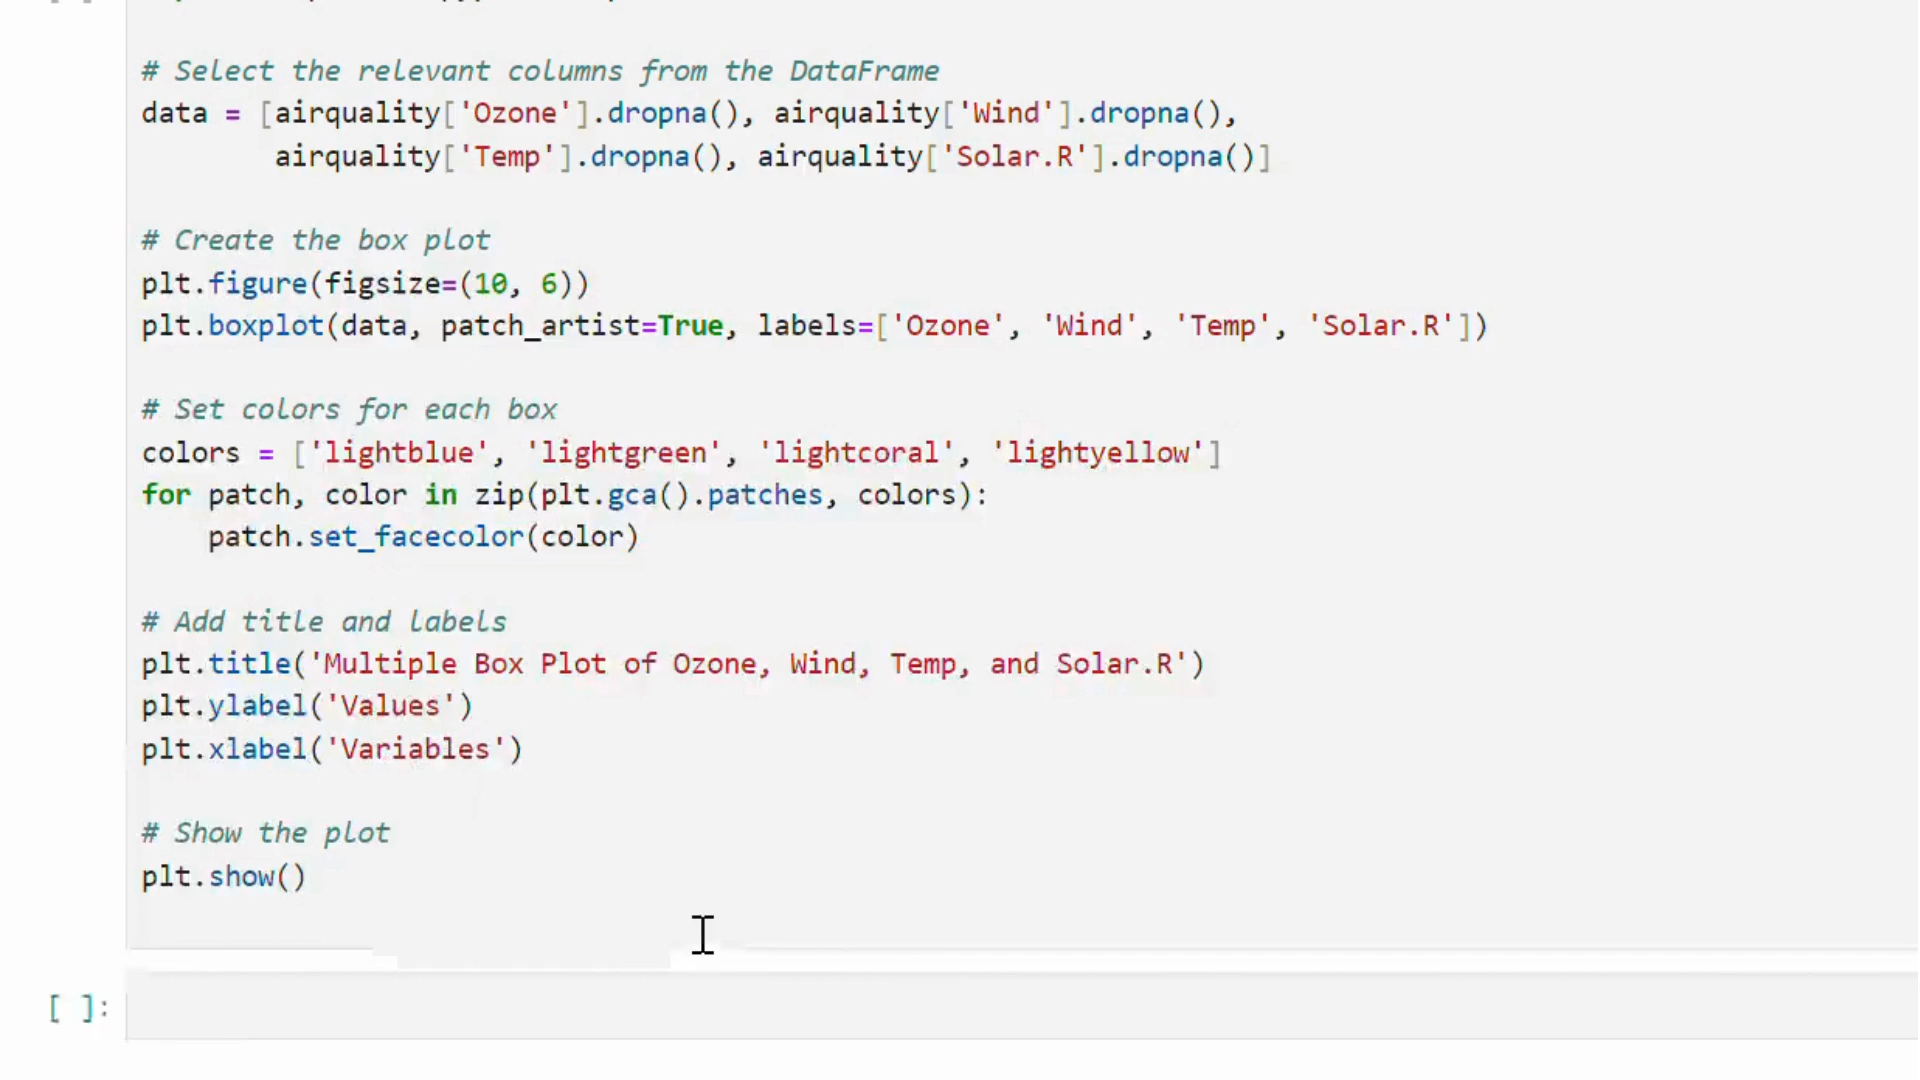 # Select the relevant columns from the DataFrame
data = [airquality['Ozone'].dropna(), airquality['Wind'].dropna(),
        airquality['Temp'].dropna(), airquality['Solar.R'].dropna()]

# Create the box plot
plt.figure(figsize=(10, 6))
plt.boxplot(data, patch_artist=True, labels=['Ozone', 'Wind', 'Temp', 'Solar.R'])

# Set colors for each box
colors = ['lightblue', 'lightgreen', 'lightcoral', 'lightyellow']
for patch, color in zip(plt.gca().patches, colors):
    patch.set_facecolor(color)

# Add title and labels
plt.title('Multiple Box Plot of Ozone, Wind, Temp, and Solar.R')
plt.ylabel('Values')
plt.xlabel('Variables')

# Show the plot
plt.show()

[ ]: